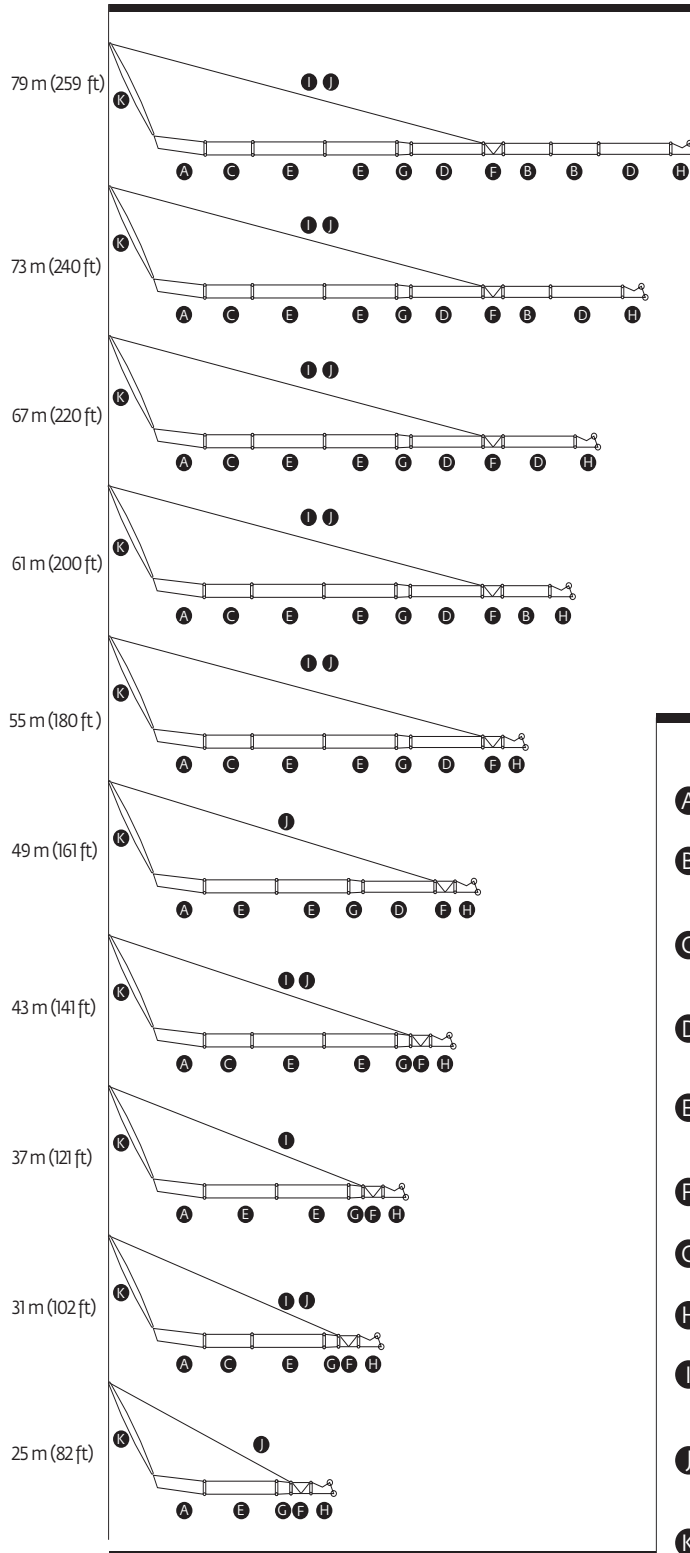 I J
79 m (259 ft)
K
A C E E G D F B B D H
I J
73 m (240 ft)
K
A C E E G D F B D H
I J
67 m (220 ft)
K
A C E E G D F D H
I J
61 m (200 ft)
K
A C E E G D F B H
I J
55 m (180 ft)
K
A C E E G D F H
J
49 m (161 ft)
K
A E E G D F H
I J
43 m (141 ft)
K
A C E E G F H
I
37 m (121 ft)
K
A E E G F H
I J
31 m (102 ft)
K
A C E G F H
J
25 m (82 ft)
K
A E G F H
A
B
C
D
E
F
G
H
I
J
K